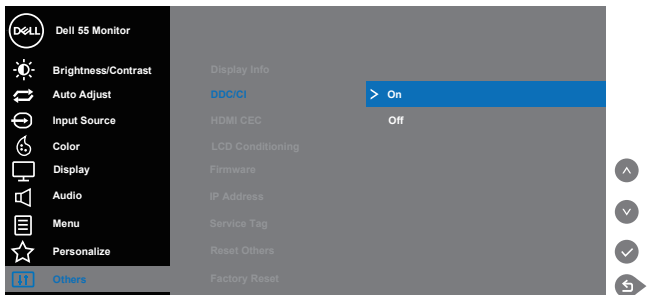 DELL
Dell 55 Monitor
Brightness/Contrast
Auto Adjust
Input Source
Color
Display
Audio
Menu
Personalize
Others
Display Info
DDC/CI
HDMI CEC
LCD Conditioning
Firmware
IP Address
Service Tag
Reset Others
Factory Reset
On
Off